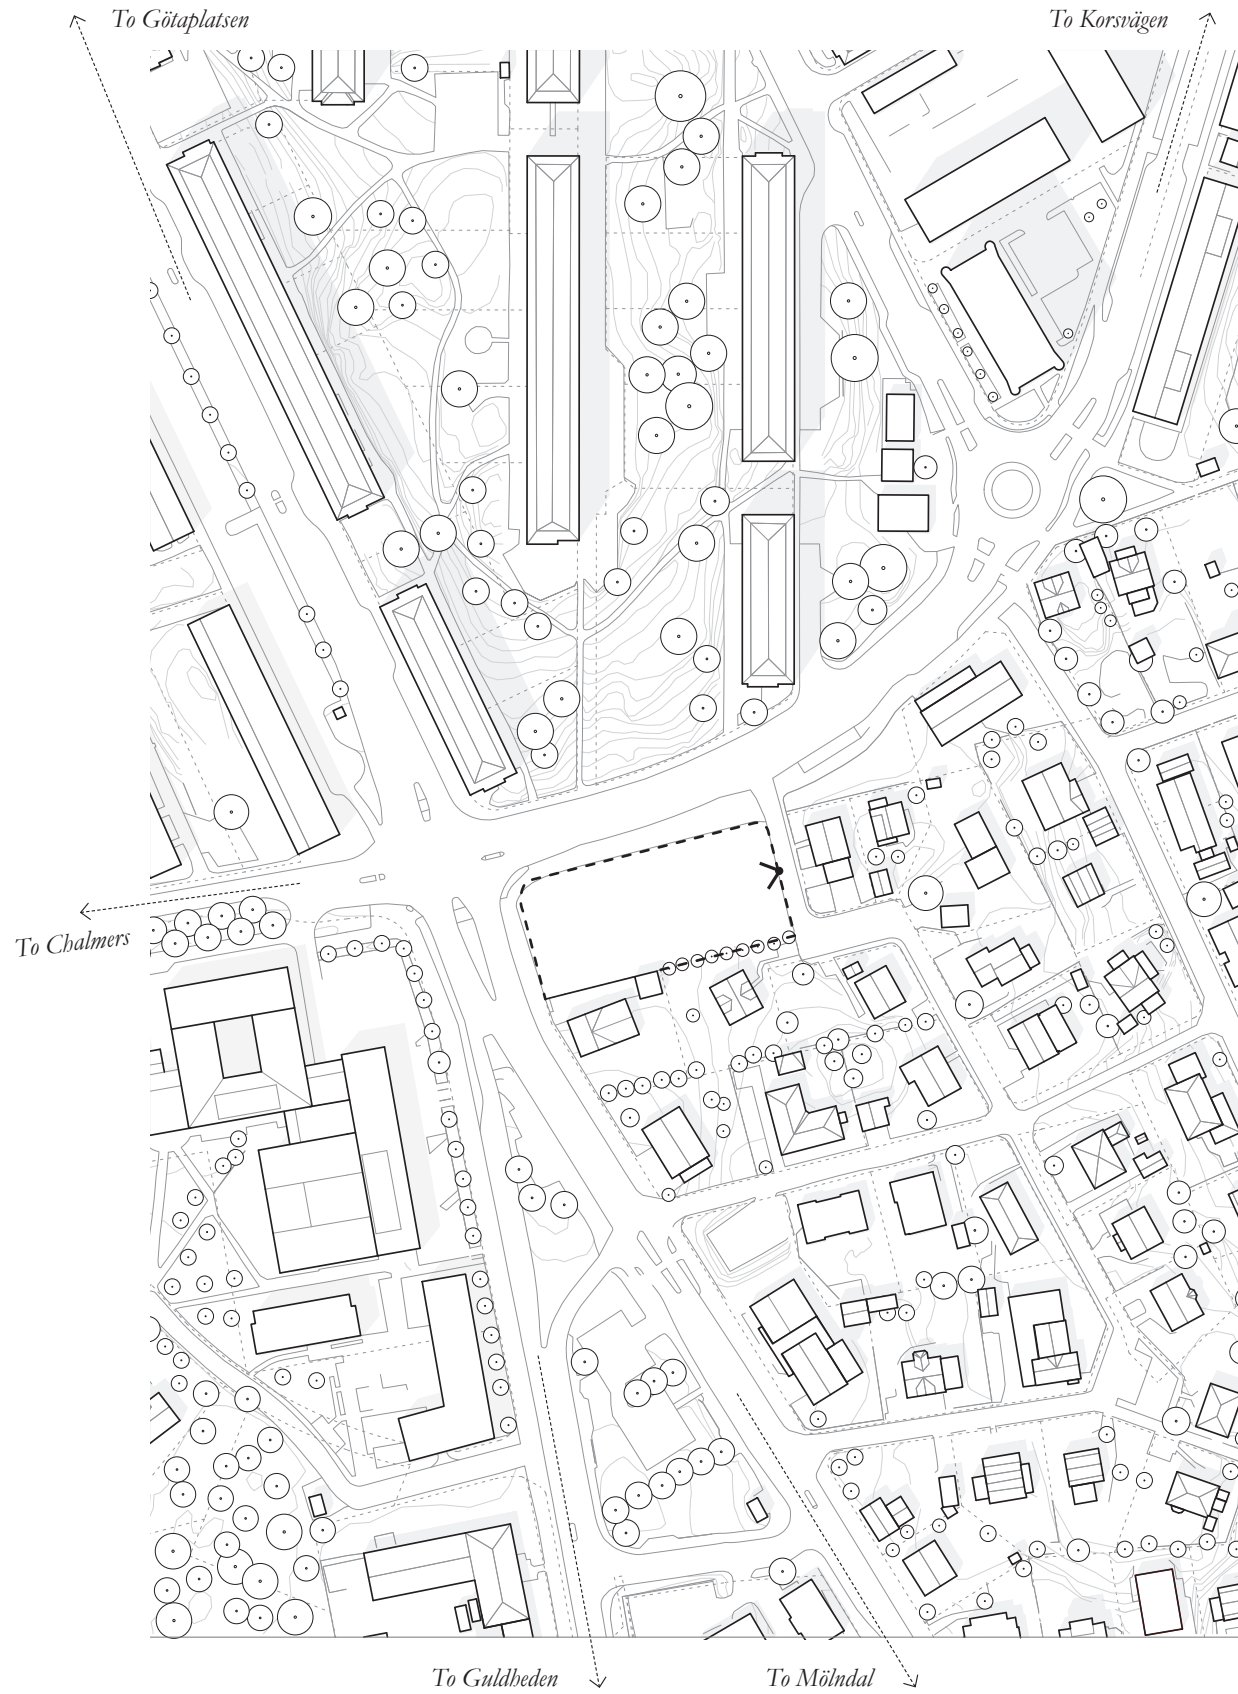 To Götaplatsen
To Korsvägen
To Chalmers
To Guldheden
To Mölndal